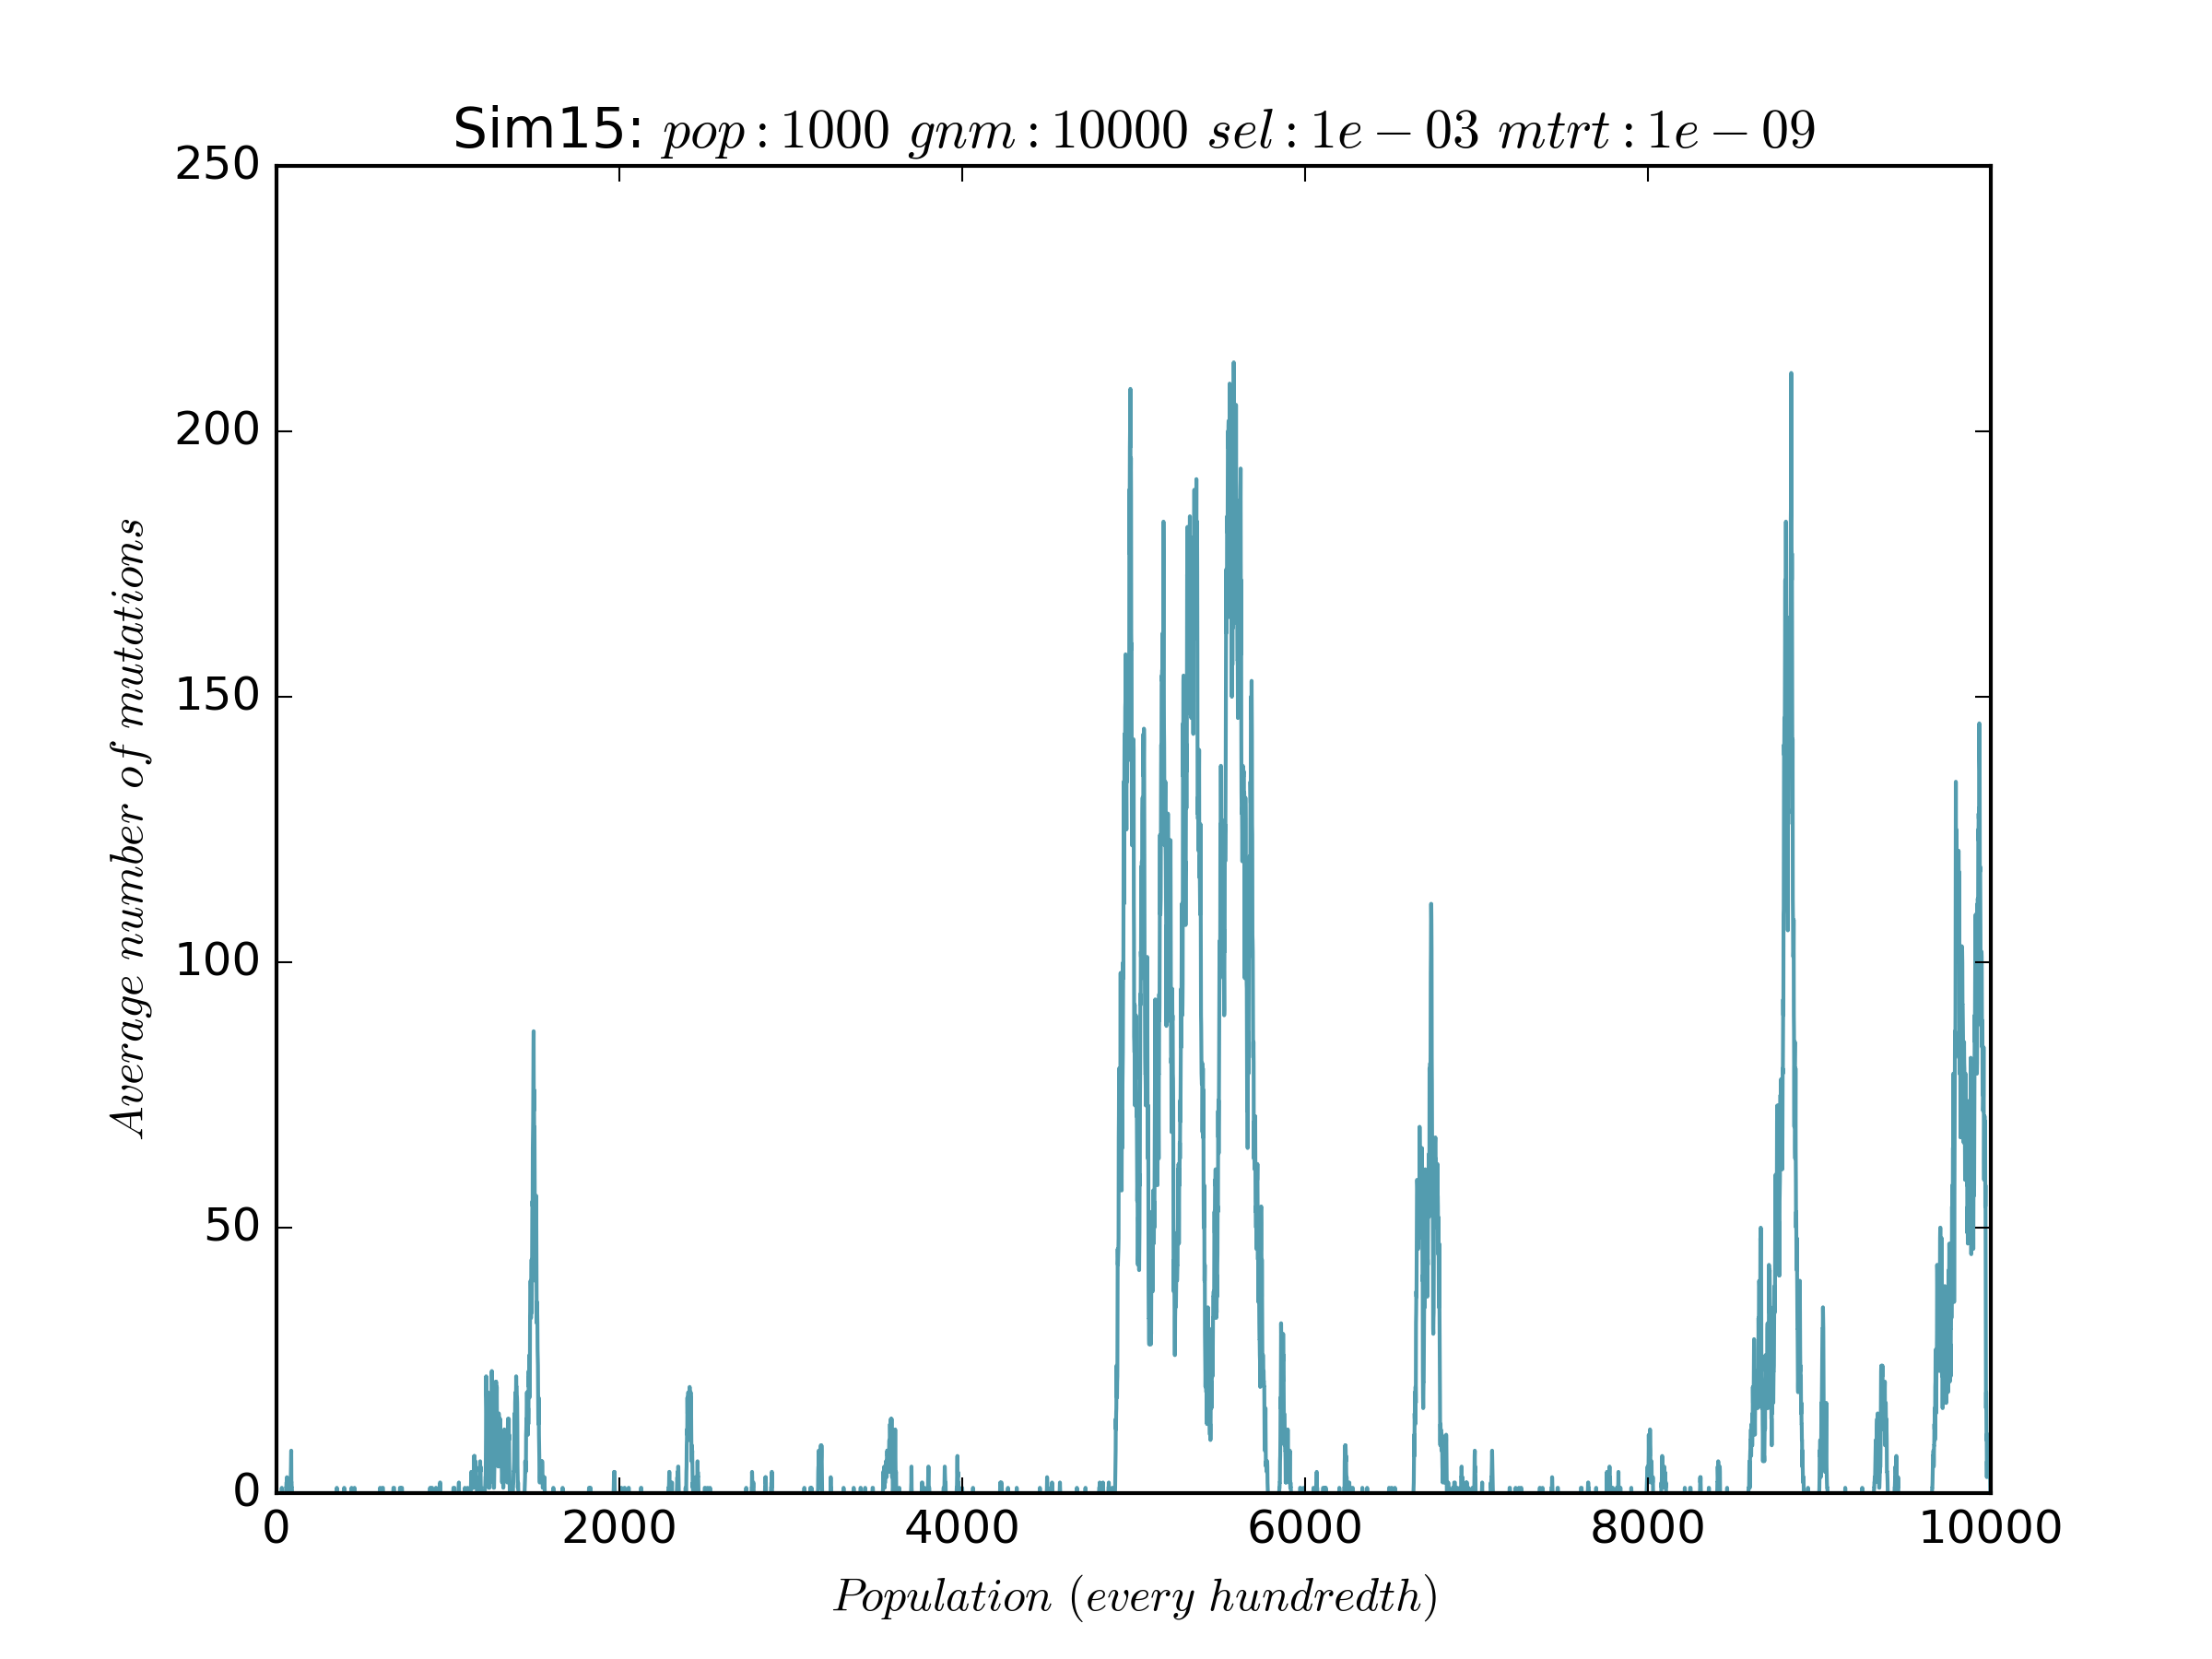 Sim15: pop : 1000 gnm : 10000 sel : 1e − 03 mtrt : 1e − 09
250
200
150
100
50
0
Average number of mutations
0 2000 4000 6000 8000 10000
Population (every hundredth)